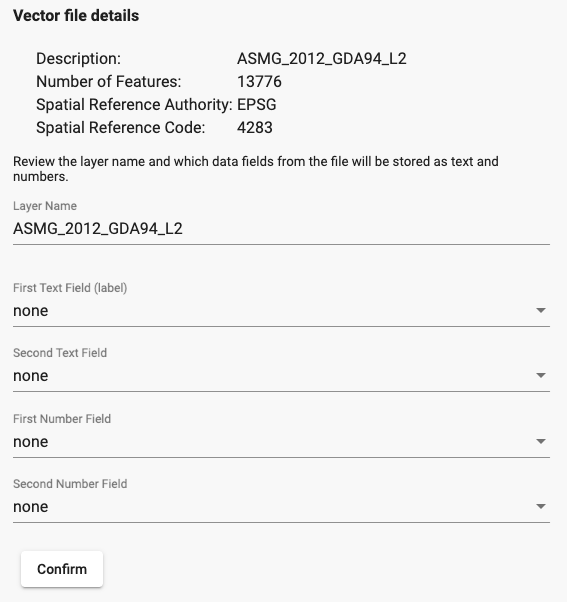 Vector file details
Description: ASMG_2012_GDA94_L2
Number of Features: 13776
Spatial Reference Authority: EPSG
Spatial Reference Code: 4283
Review the layer name and which data fields from the file will be stored as text and
numbers.
Layer Name
ASMG_2012_GDA94_L2
First Text Field (label)
none
Second Text Field
none
First Number Field
none
Second Number Field
none
Confirm